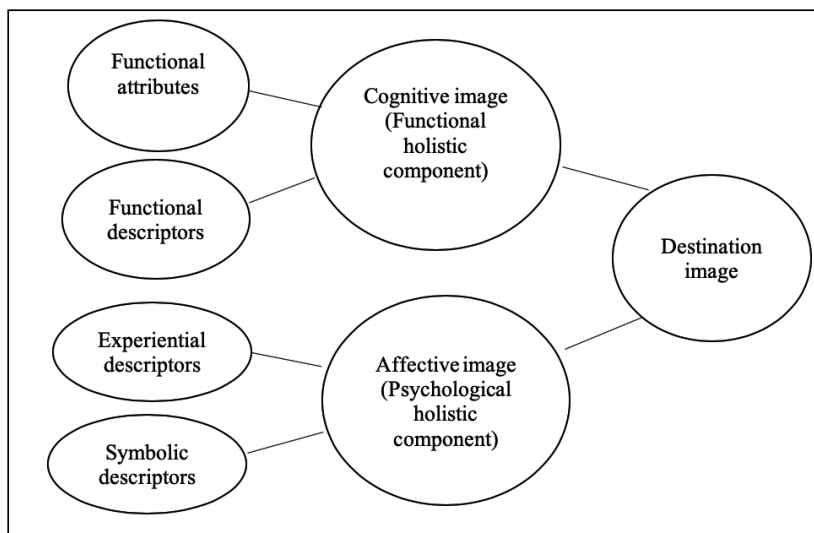 Functional
attributes
Cognitive image
(Functional
holistic
component)
Functional
descriptors
Destination
image
Experiential
descriptors
Affective image
(Psychological
holistic
component)
Symbolic
descriptors